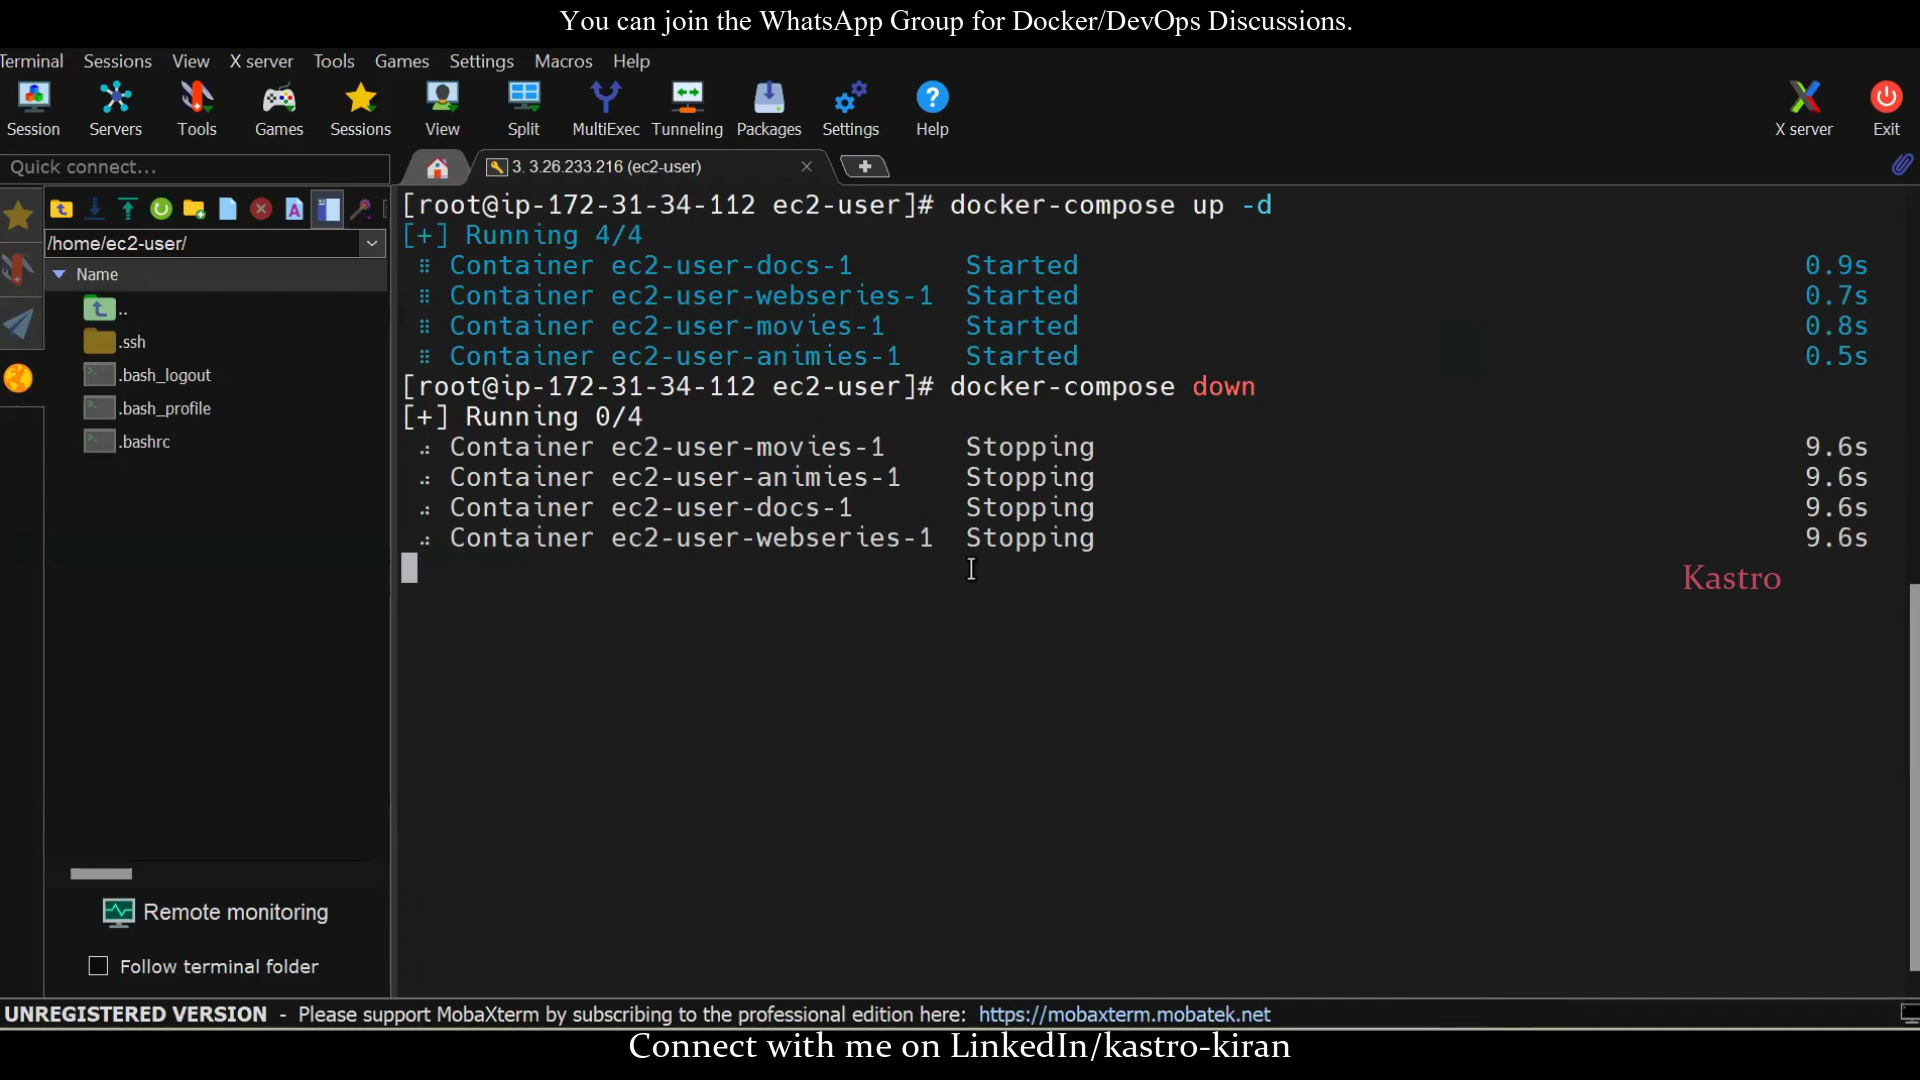 You can join the WhatsApp Group for Docker/DevOps Discussions.
Terminal Sessions View X server Tools Games Settings Macros Help
Session Servers Tools Games Sessions View Split MultiExec Tunneling Packages Settings Help X server Exit
Quick connect...
3. 3.26.233.216 (ec2-user)
/home/ec2-user/
Name
..
.ssh
.bash_logout
.bash_profile
.bashrc
[root@ip-172-31-34-112 ec2-user]# docker-compose up -d
[+] Running 4/4
Container ec2-user-docs-1 Started 0.9s
Container ec2-user-webseries-1 Started 0.7s
Container ec2-user-movies-1 Started 0.8s
Container ec2-user-animies-1 Started 0.5s
[root@ip-172-31-34-112 ec2-user]# docker-compose down
[+] Running 0/4
Container ec2-user-movies-1 Stopping 9.6s
Container ec2-user-animies-1 Stopping 9.6s
Container ec2-user-docs-1 Stopping 9.6s
Container ec2-user-webseries-1 Stopping 9.6s
Kastro
Remote monitoring
Follow terminal folder
UNREGISTERED VERSION - Please support MobaXterm by subscribing to the professional edition here: https://mobaxterm.mobatek.net
Connect with me on LinkedIn/kastro-kiran